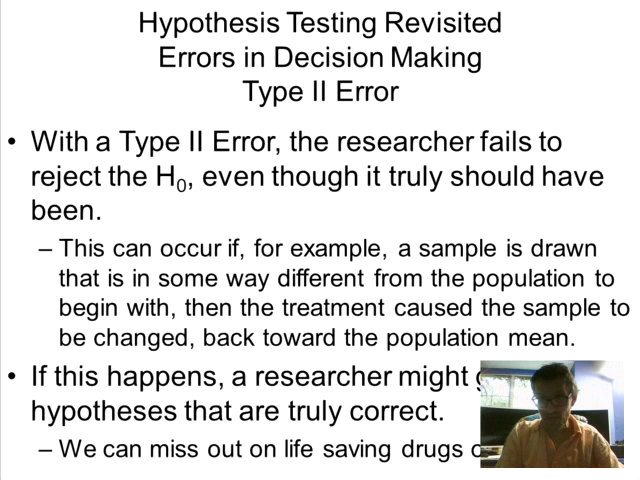 Hypothesis Testing Revisited
Errors in Decision Making
Type II Error
• With a Type II Error, the researcher fails to
reject the H₀, even though it truly should have
been.
– This can occur if, for example, a sample is drawn
that is in some way different from the population to
begin with, then the treatment caused the sample to
be changed, back toward the population mean.
• If this happens, a researcher might
hypotheses that are truly correct.
– We can miss out on life saving drugs